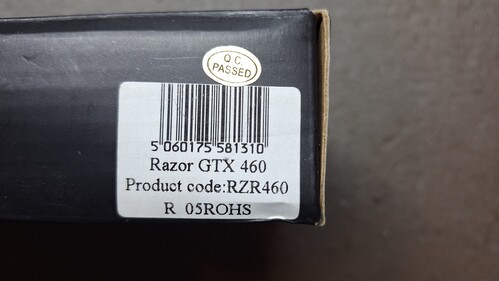 Q.C.
PASSED
5 060175 581310
Razor GTX 460
Product code:RZR460
R 05ROHS